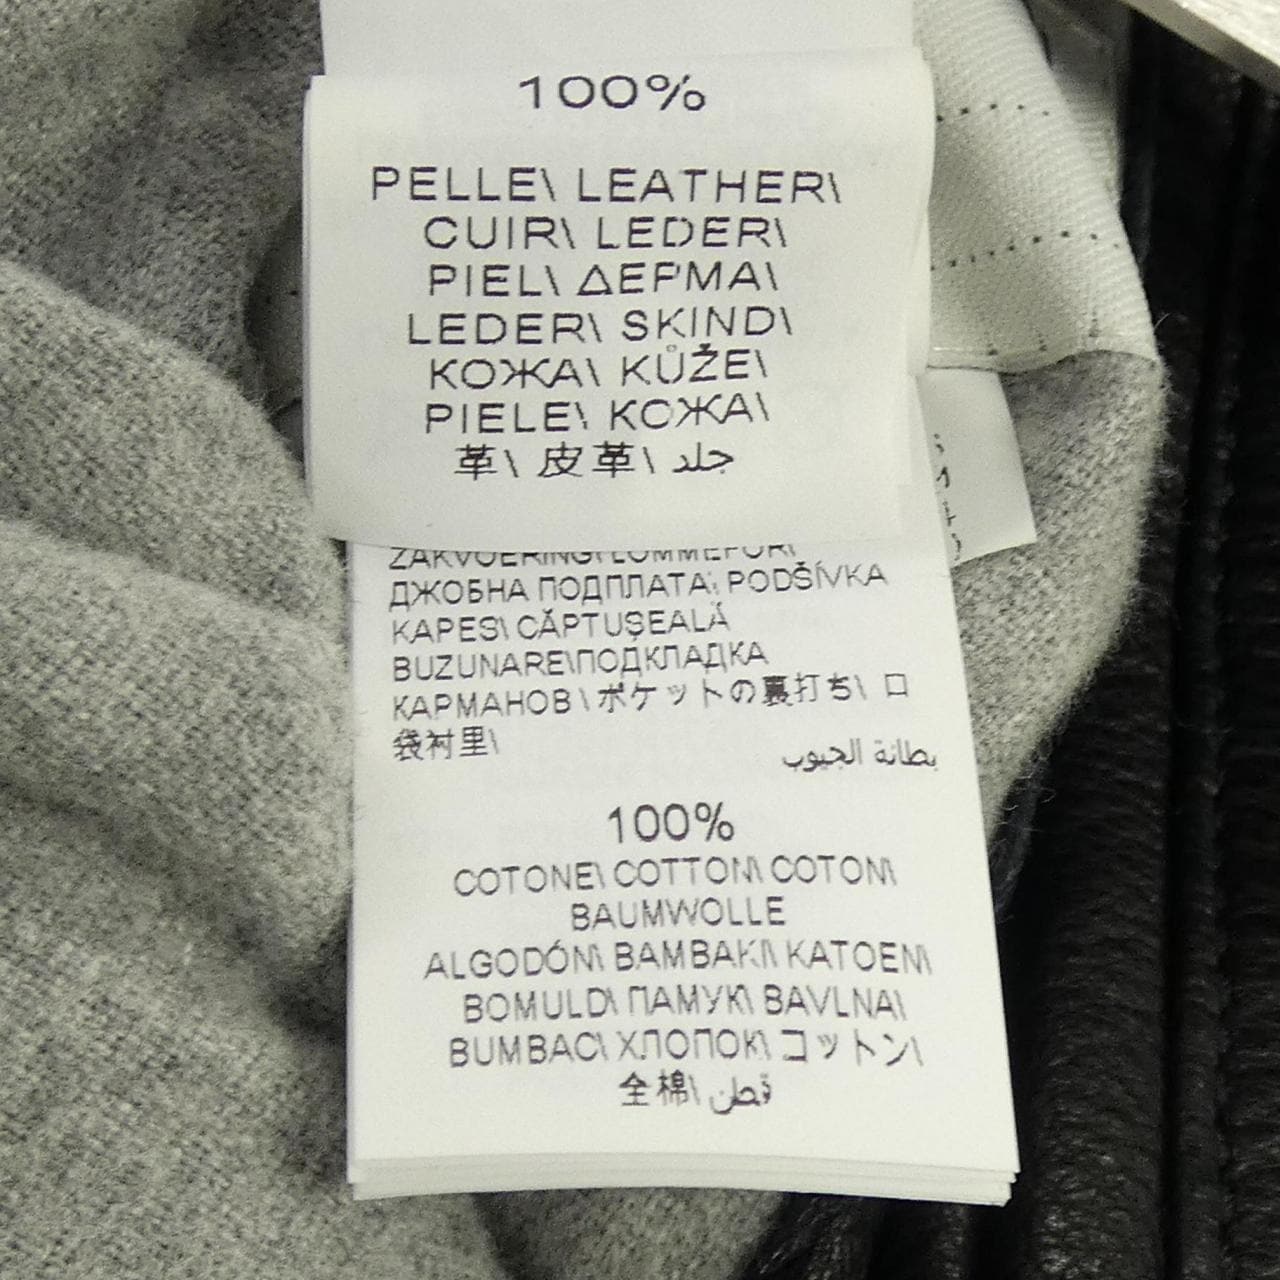 100%
PELLE\ LEATHER\
CUIR\ LEDER\
PIEL\ ΔΕΡΜΑ\
LEDER\ SKIND\
КОЖА\ KŮŽE\
PIELE\ КОЖА\
革\ 皮革\ جلد
ZAKVOERING\ LOMMEFOR\
ДЖОБНА ПОДПЛАТА\ PODŠÍVKA
KAPES\ CĂPTUŞEALĂ
BUZUNARE\ПОДКЛАДКА
КАРМАНОВ\ ポケットの裏打ち\ 口
袋衬里\
بطانة الجيوب
100%
COTONE\ COTTON\ COTON\
BAUMWOLLE
ALGODÓN\ BAMBAKI\ KATOEN\
BOMULD\ ПАМУК\ BAVLNA\
BUMBAC\ ХЛОПОК\ コットン\
全棉\ قطن